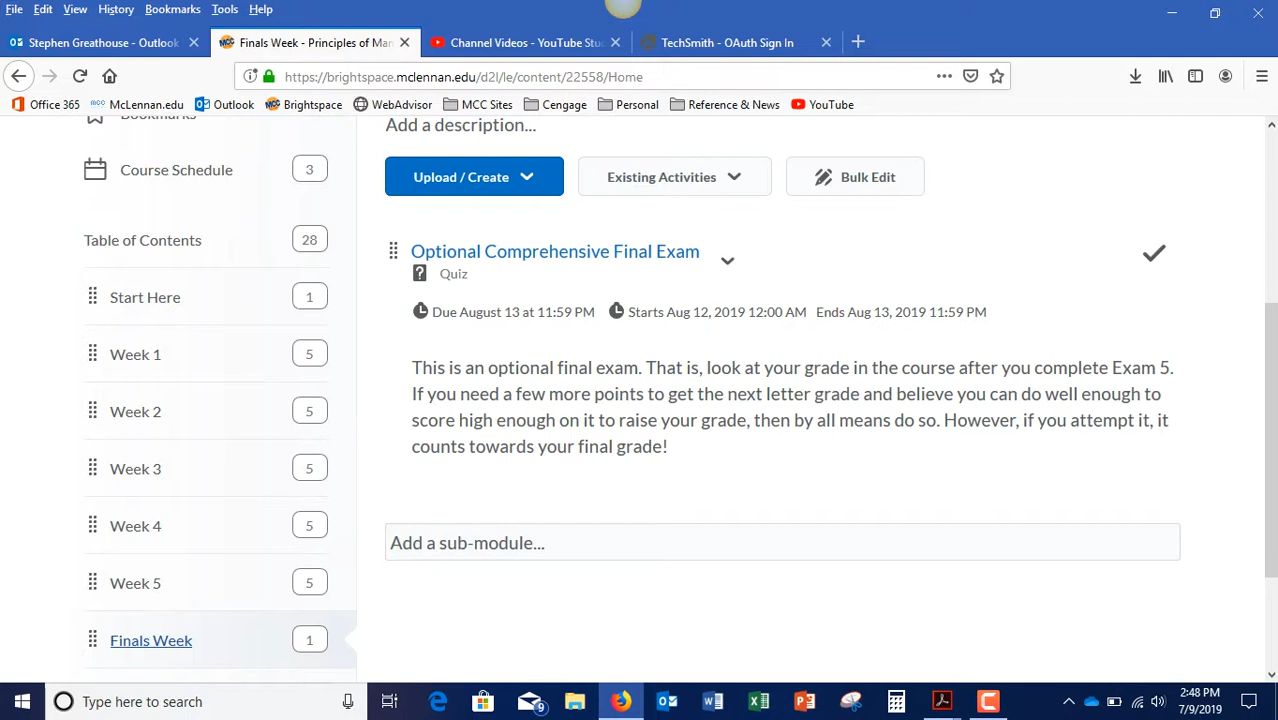 File Edit View History Bookmarks Tools Help
Stephen Greathouse - Outlook
Finals Week - Principles of Man
Channel Videos - YouTube Stu
TechSmith - OAuth Sign In
https://brightspace.mclennan.edu/d2l/le/content/22558/Home
Office 365 McLennan.edu Outlook Brightspace WebAdvisor MCC Sites Cengage Personal Reference & News YouTube
Bookmarks
Course Schedule 3
Table of Contents 28
Start Here 1
Week 1 5
Week 2 5
Week 3 5
Week 4 5
Week 5 5
Finals Week 1
Add a description...
Upload / Create Existing Activities Bulk Edit
Optional Comprehensive Final Exam
Quiz
Due August 13 at 11:59 PM Starts Aug 12, 2019 12:00 AM Ends Aug 13, 2019 11:59 PM
This is an optional final exam. That is, look at your grade in the course after you complete Exam 5.
If you need a few more points to get the next letter grade and believe you can do well enough to
score high enough on it to raise your grade, then by all means do so. However, if you attempt it, it
counts towards your final grade!
Add a sub-module...
Type here to search
9
2:48 PM
7/9/2019